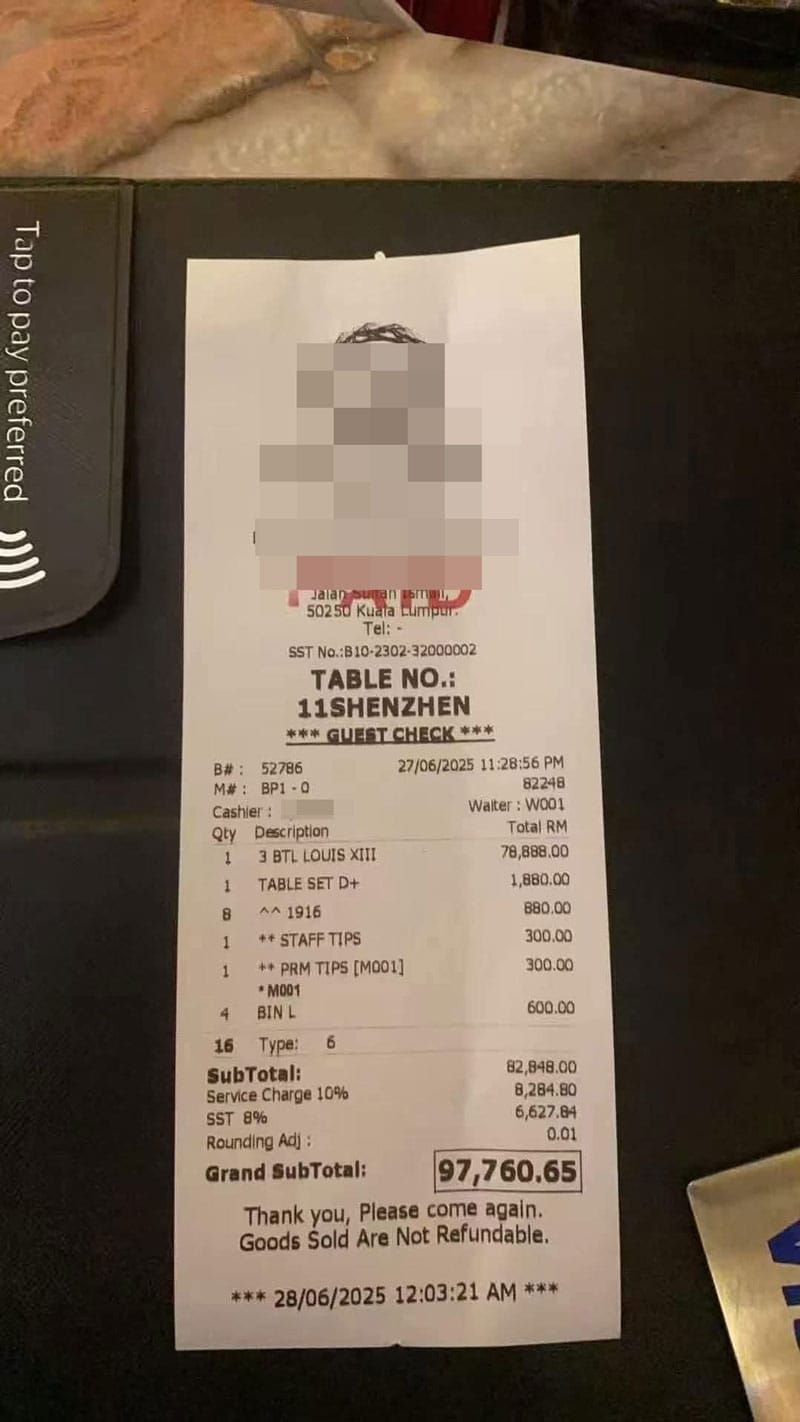 Tap to pay preferred
Jalan Sultan Ismail,
50250 Kuala Lumpur.
Tel: -
SST No.:B10-2302-32000002
TABLE NO.:
11SHENZHEN
*** GUEST CHECK ***
B# : 52786 27/06/2025 11:28:56 PM
M# : BP1 - 0 82248
Cashier : Waiter : W001
Qty Description Total RM
1 3 BTL LOUIS XIII 78,888.00
1 TABLE SET D+ 1,880.00
8 ^^ 1916 880.00
1 ** STAFF TIPS 300.00
1 ** PRM TIPS [M001] 300.00
* M001
4 BIN L 600.00
16 Type: 6
SubTotal: 82,848.00
Service Charge 10% 8,284.80
SST 8% 6,627.84
Rounding Adj : 0.01
Grand SubTotal: 97,760.65
Thank you, Please come again.
Goods Sold Are Not Refundable.
*** 28/06/2025 12:03:21 AM ***